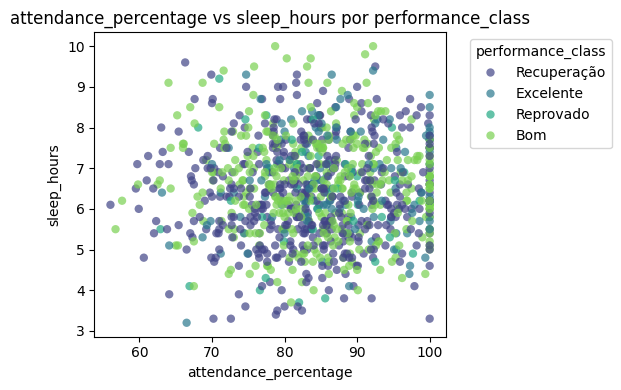 attendance_percentage vs sleep_hours por performance_class
performance_class
Recuperação
Excelente
Reprovado
Bom
sleep_hours
10
9
8
7
6
5
4
3
60
70
80
90
100
attendance_percentage